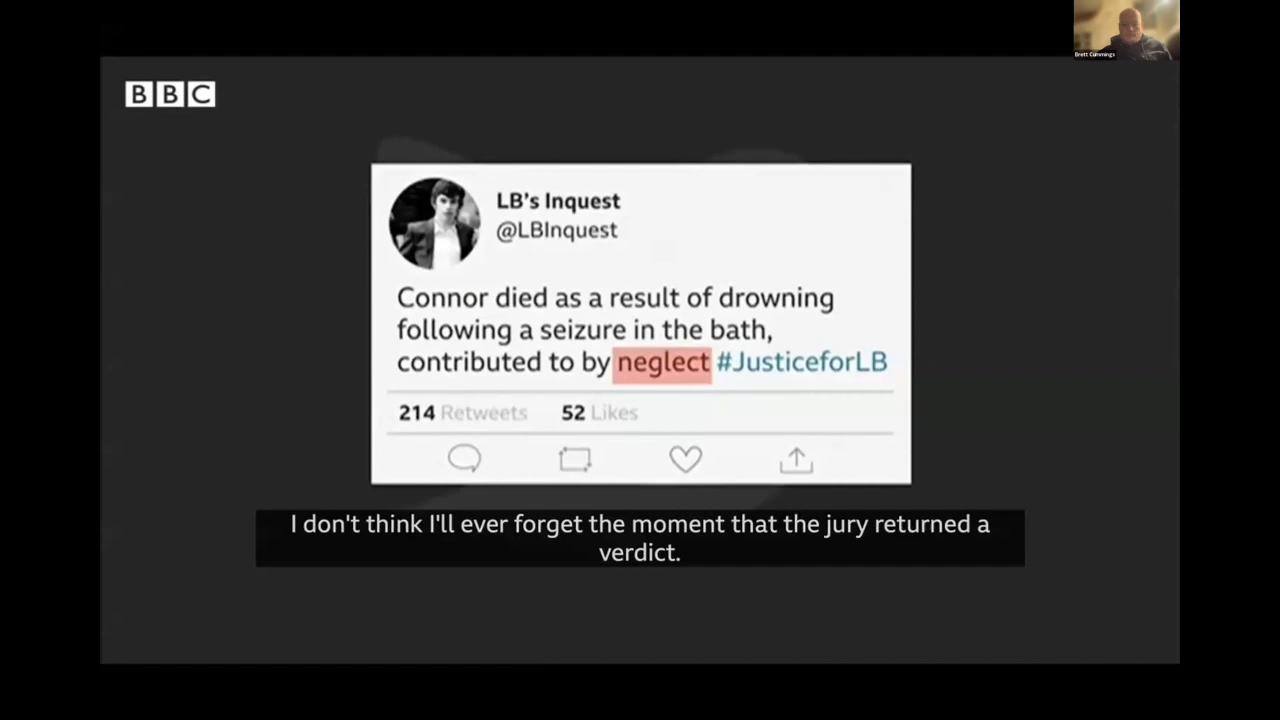 Brett Cummings
BBC
LB's Inquest
@LBInquest
Connor died as a result of drowning
following a seizure in the bath,
contributed to by neglect #JusticeforLB
214 Retweets 52 Likes
I don't think I'll ever forget the moment that the jury returned a
verdict.